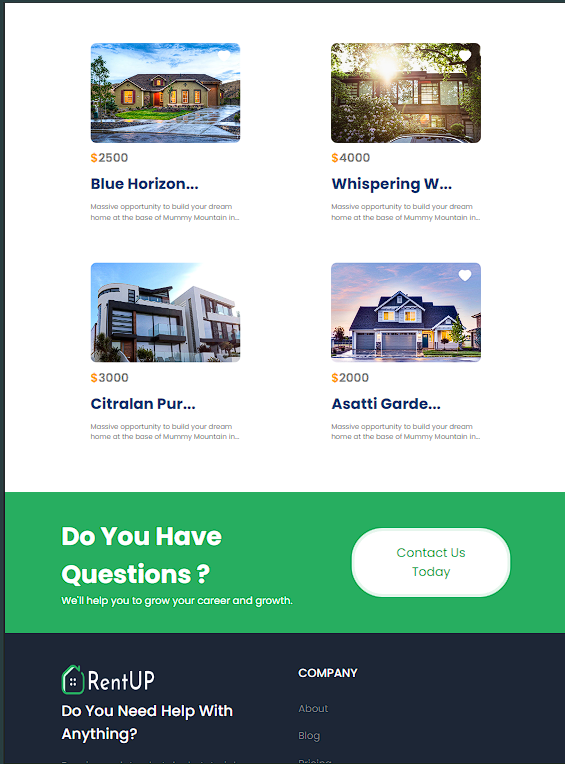 $2500
Blue Horizon...
Massive opportunity to build your dream
home at the base of Mummy Mountain in...
$4000
Whispering W...
Massive opportunity to build your dream
home at the base of Mummy Mountain in...
$3000
Citralan Pur...
Massive opportunity to build your dream
home at the base of Mummy Mountain in...
$2000
Asatti Garde...
Massive opportunity to build your dream
home at the base of Mummy Mountain in...
Do You Have
Questions ?
We'll help you to grow your career and growth.
Contact Us
Today
RentUP
Do You Need Help With
Anything?
COMPANY
About
Blog
Pricing